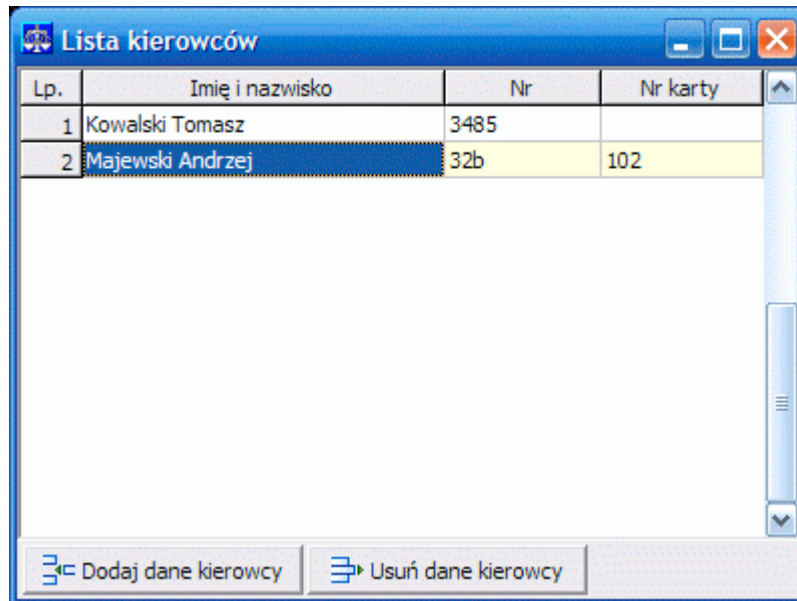 Lista kierowców
Lp. Imię i nazwisko Nr Nr karty
1 Kowalski Tomasz 3485
2 Majewski Andrzej 32b 102
Dodaj dane kierowcy Usuń dane kierowcy